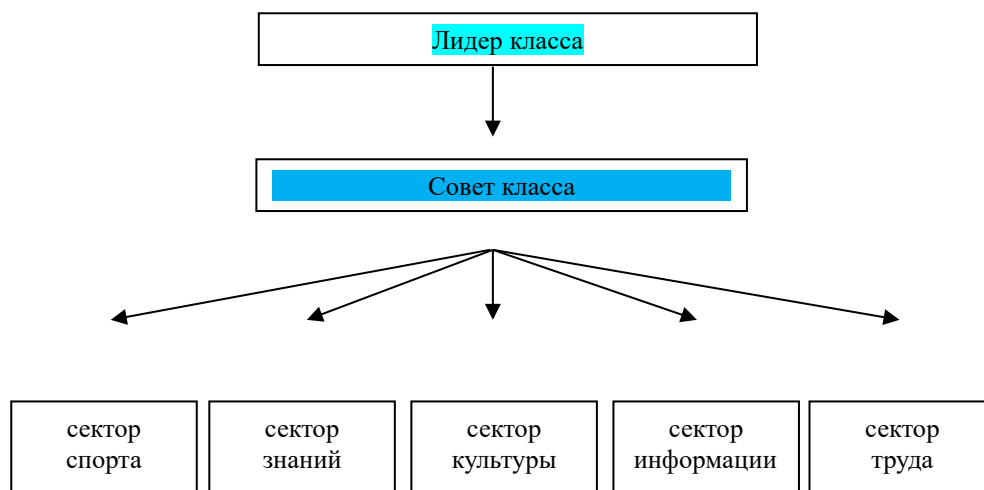 Лидер класса
Совет класса
сектор
спорта
сектор
знаний
сектор
культуры
сектор
информации
сектор
труда